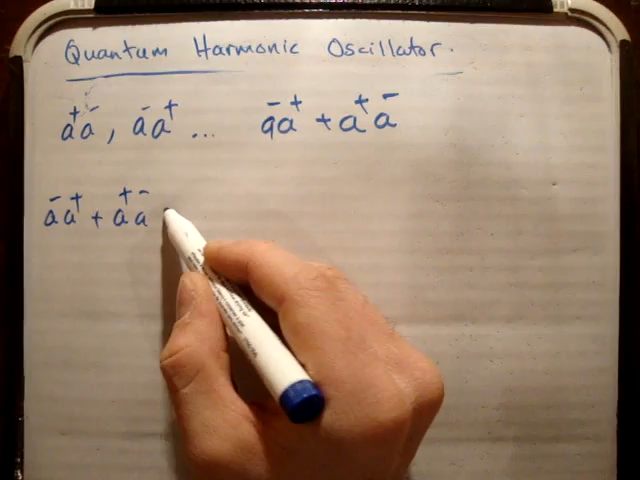 Quantum Harmonic Oscillator.
a⁺a⁻, a⁻a⁺ ... a⁻a⁺ + a⁺a⁻
a⁻a⁺ + a⁺a⁻